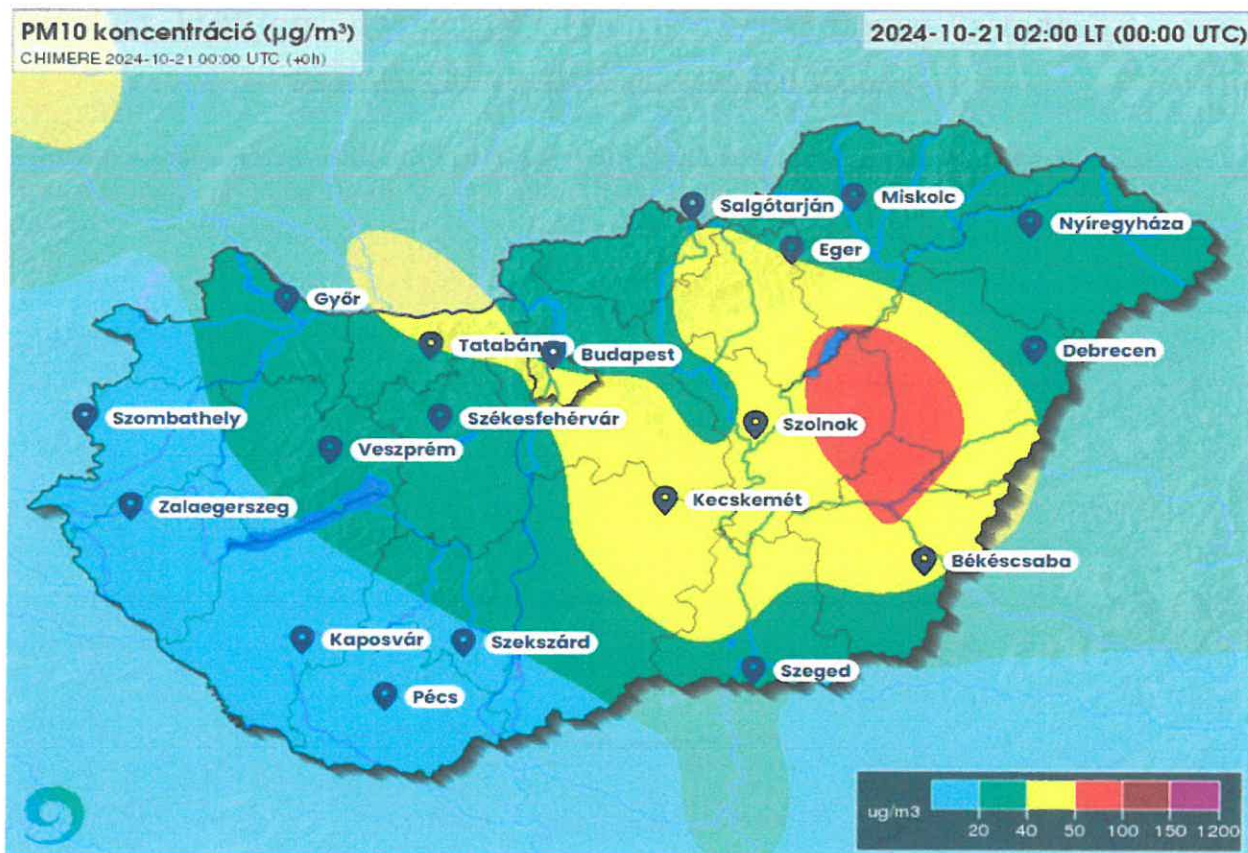 PM10 koncentráció (µg/m³)
CHIMERE 2024-10-21 00:00 UTC (+0h)
2024-10-21 02:00 LT (00:00 UTC)
Salgótarján
Miskolc
Nyíregyháza
Eger
Győr
Tatabánya
Budapest
Debrecen
Szombathely
Székesfehérvár
Szolnok
Veszprém
Zalaegerszeg
Kecskemét
Békéscsaba
Kaposvár
Szekszárd
Szeged
Pécs
ug/m3
20 40 50 100 150 1200